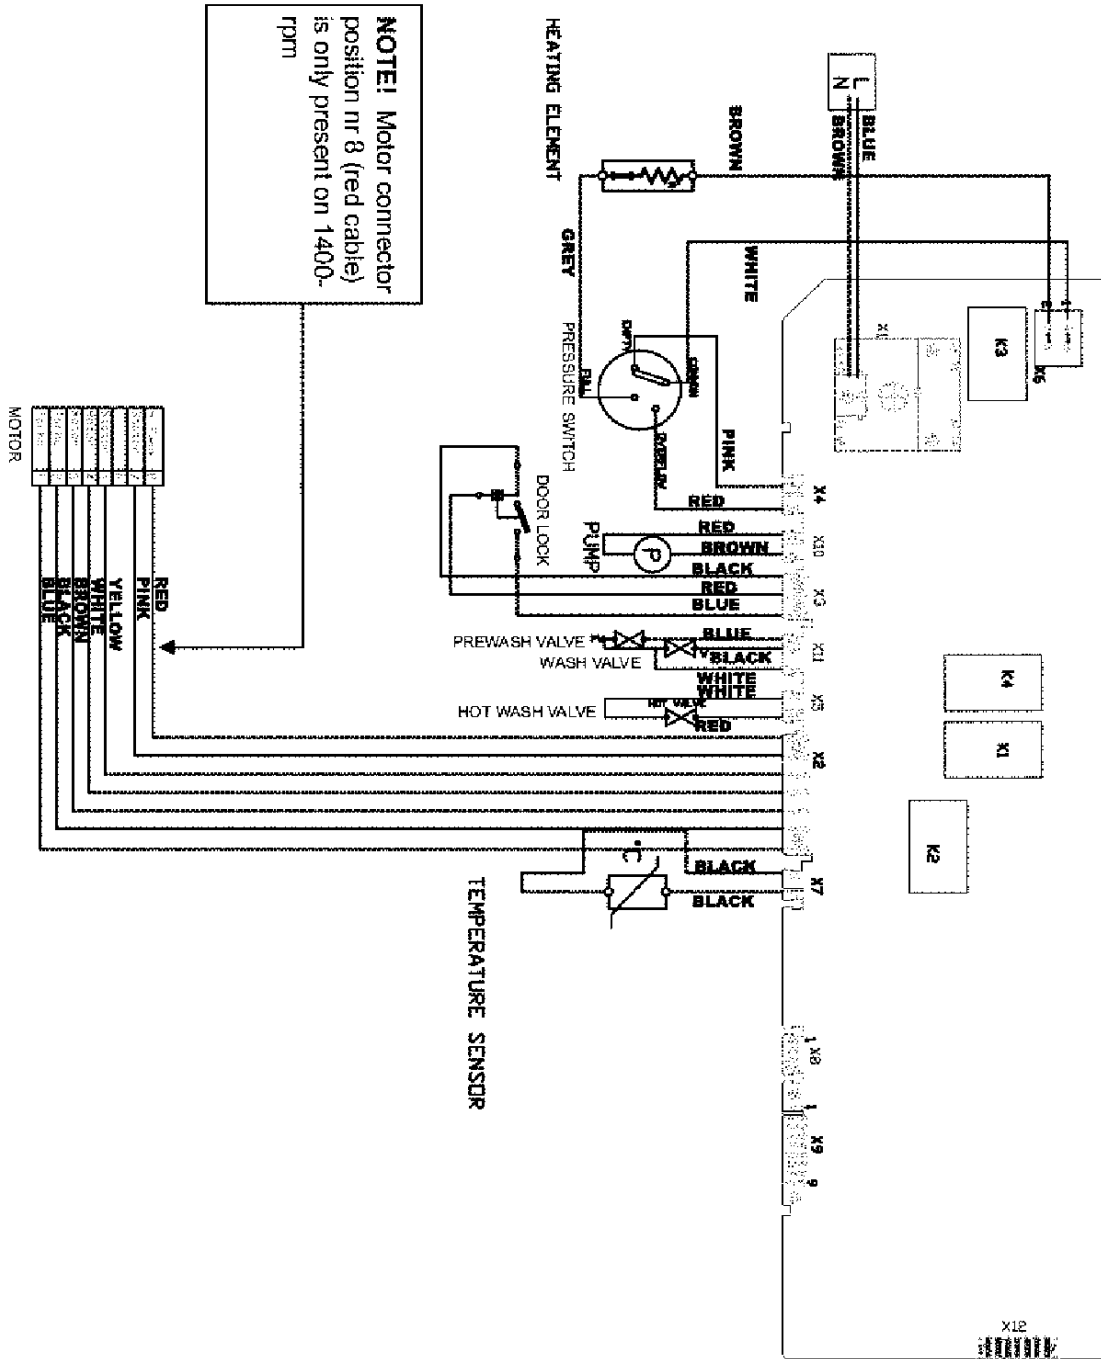 NOTE! Motor connector
position nr 8 (red cable)
is only present on 1400-
rpm
HEATING ELEMENT
L
N
BLUE
BROWN
BROWN
GREY
WHITE
PRESSURE SWITCH
EMPTY
FULL
OVERFLOW
PINK
RED
X6
K3
X4
MOTOR
DOOR LOCK
PUMP
P
RED
BROWN
X10
BLACK
RED
BLUE
PREWASH VALVE
WASH VALVE
BLUE
BLACK
X11
WHITE
WHITE
HOT WASH VALVE
HOT VALVE
RED
K4
K1
K2
X2
RED
PINK
YELLOW
WHITE
BROWN
BLACK
BLUE
°C
BLACK
BLACK
X7
TEMPERATURE SENSOR
1
X8
1
X9
9
X12